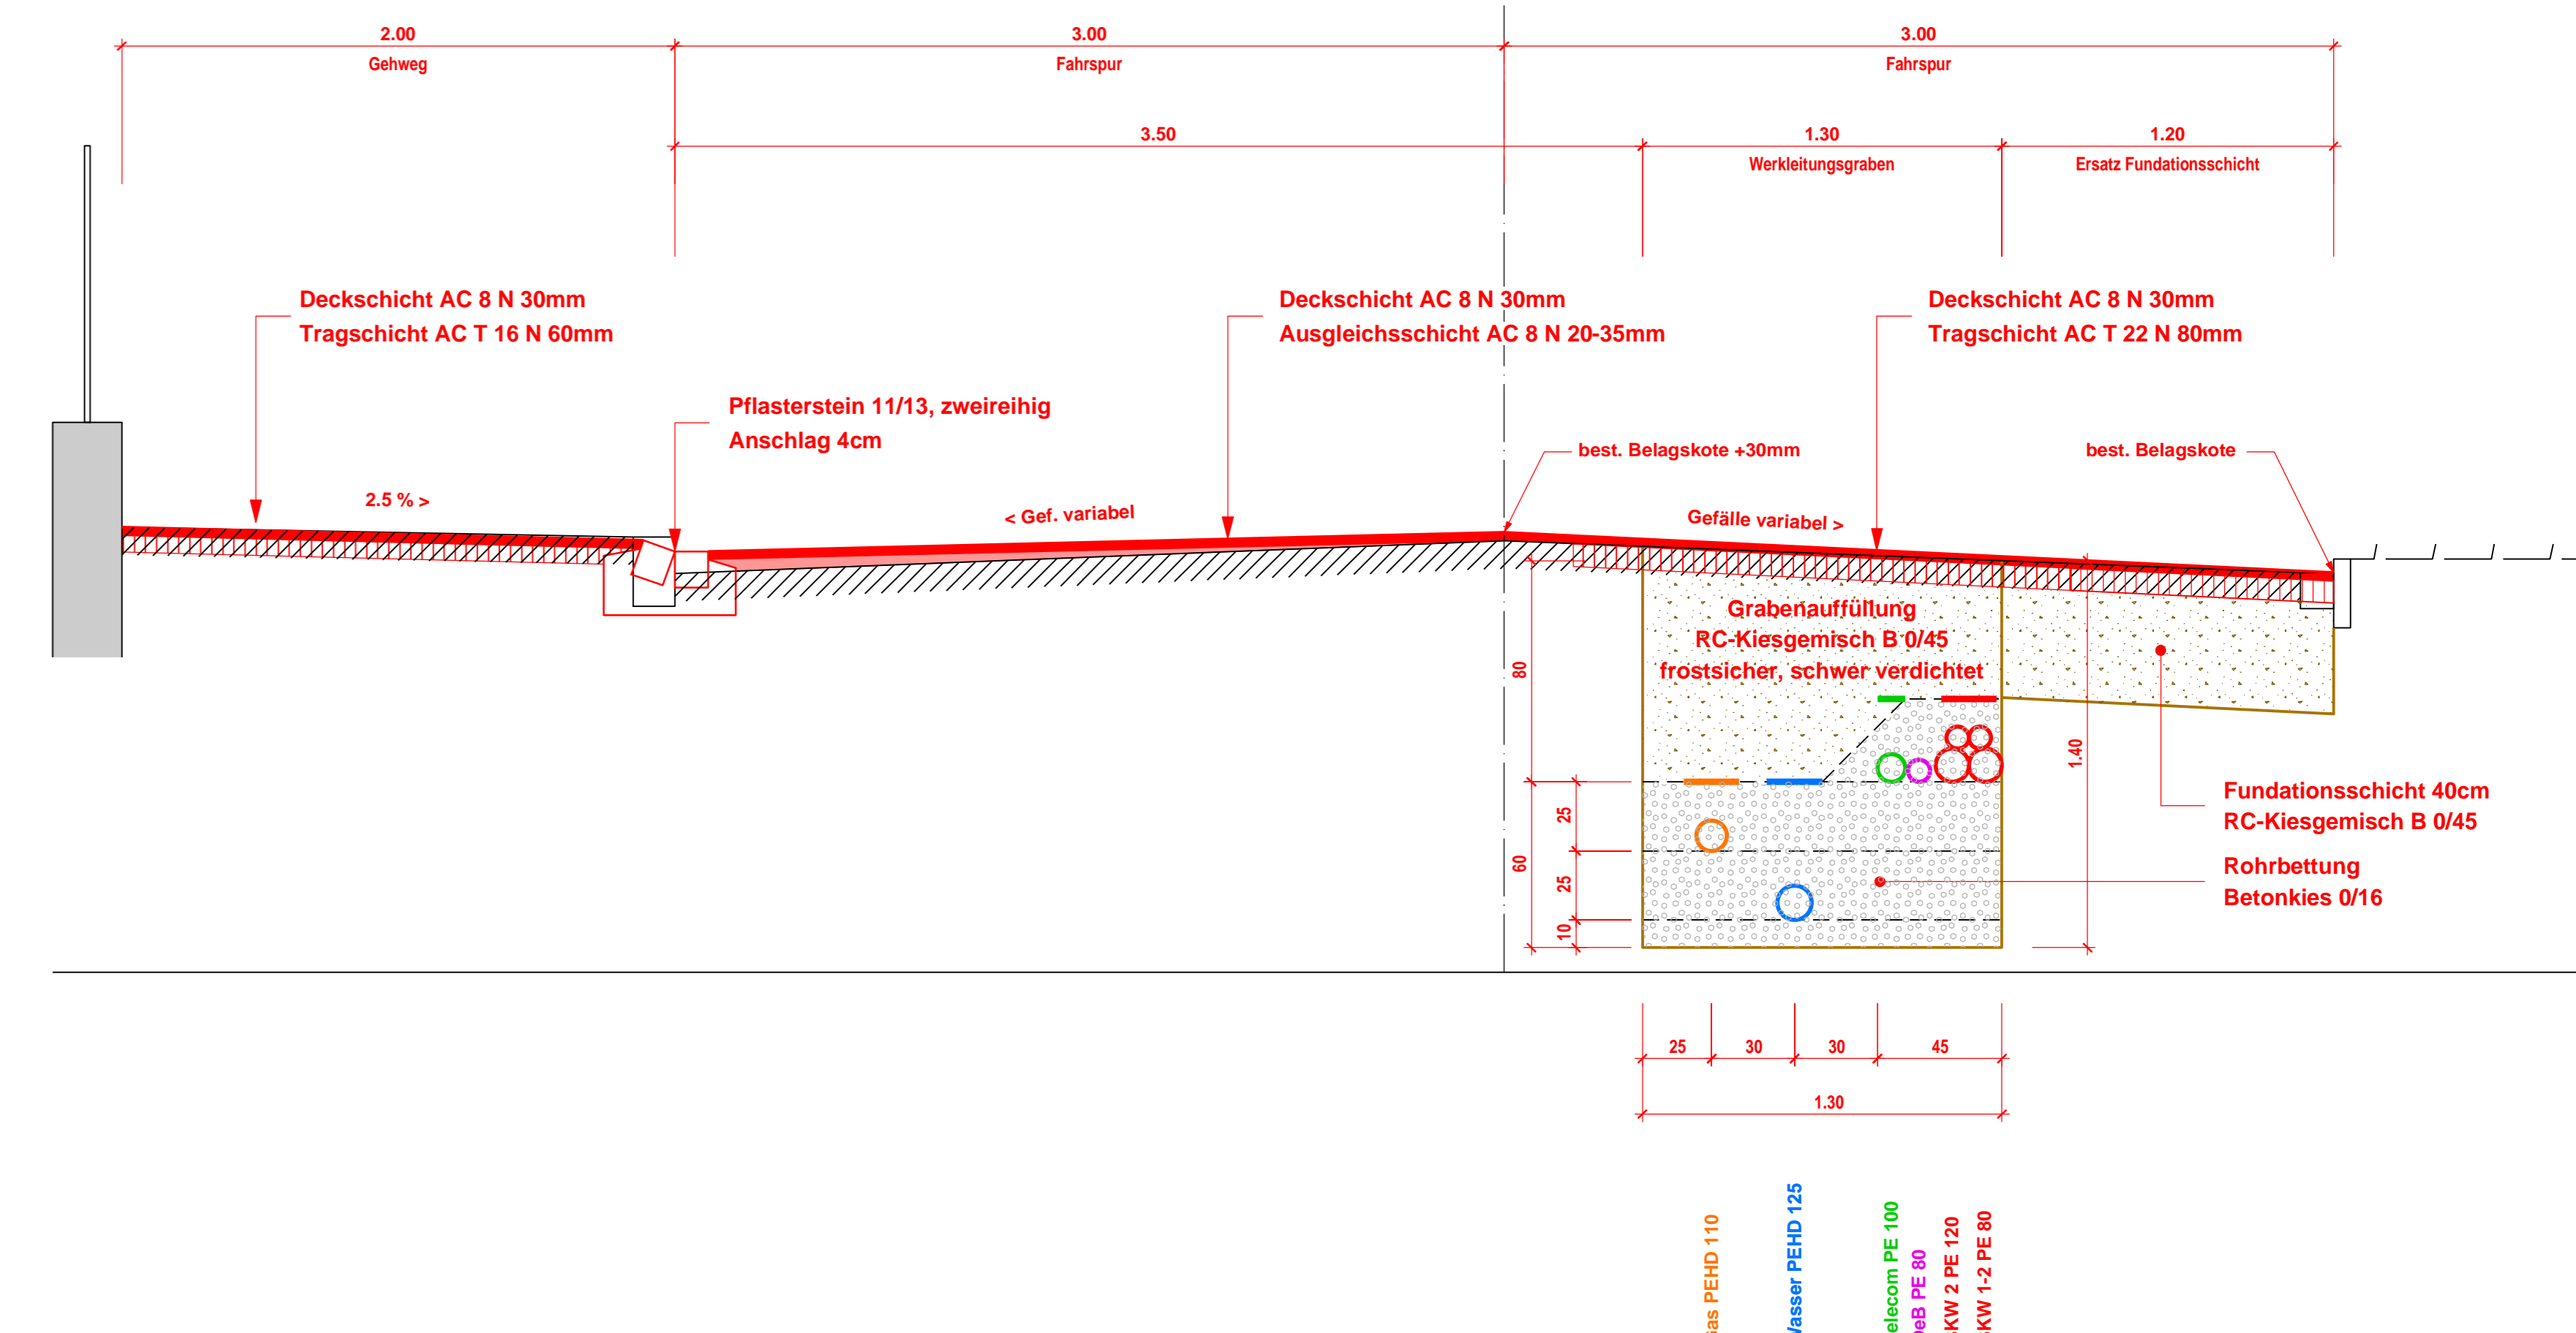 2.00
3.00
3.00
Gehweg
Fahrspur
Fahrspur
3.50
1.30
1.20
Werkleitungsgraben
Ersatz Fundationsschicht
Deckschicht AC 8 N 30mm
Tragschicht AC T 16 N 60mm
Deckschicht AC 8 N 30mm
Ausgleichsschicht AC 8 N 20-35mm
Deckschicht AC 8 N 30mm
Tragschicht AC T 22 N 80mm
Pflasterstein 11/13, zweireihig
Anschlag 4cm
best. Belagskote +30mm
best. Belagskote
2.5 % >
< Gef. variabel
Gefälle variabel >
Grabenauffüllung
RC-Kiesgemisch B 0/45
frostsicher, schwer verdichtet
80
1.40
Fundationsschicht 40cm
RC-Kiesgemisch B 0/45
Rohrbettung
Betonkies 0/16
25
60
25
10
25
30
30
45
1.30
PEHD 110
PEHD 125
PE 100
PE 80
2 PE 120
1-2 PE 80